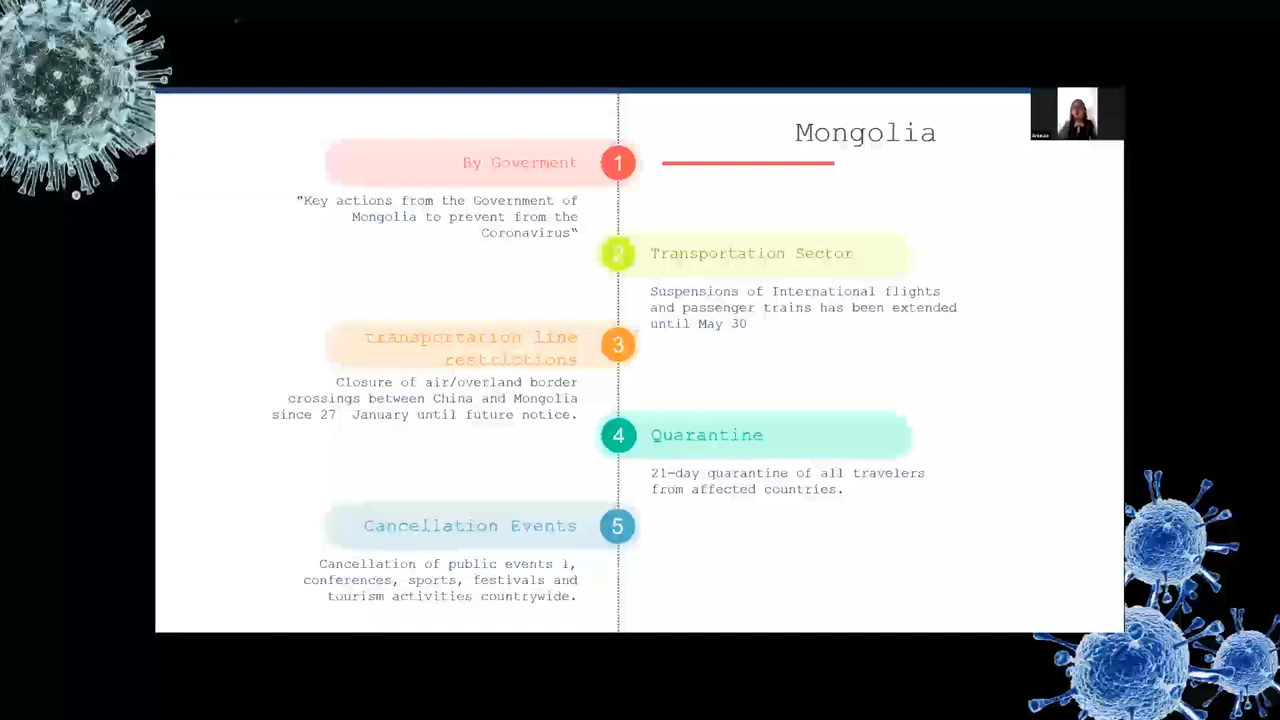 Mongolia
1
By Goverment
"Key actions from the Government of
Mongolia to prevent from the
Coronavirus“
2
Transportation Sector
Suspensions of International flights
and passenger trains has been extended
until May 30
3
transportation line
restrictions
Closure of air/overland border
crossings between China and Mongolia
since 27 January until future notice.
4
Quarantine
21-day quarantine of all travelers
from affected countries.
5
Cancellation Events
Cancellation of public events 1,
conferences, sports, festivals and
tourism activities countrywide.